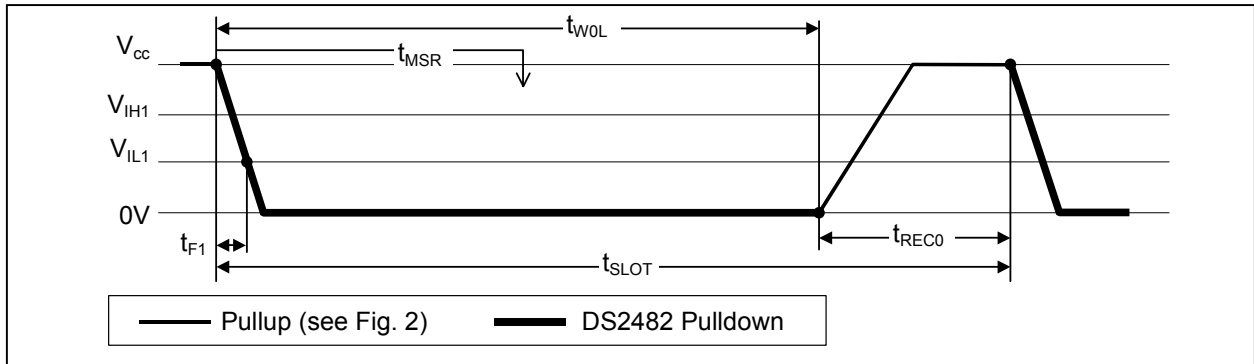 tW0L
Vcc
tMSR
VIH1
VIL1
0V
tF1
tREC0
tSLOT
Pullup (see Fig. 2) DS2482 Pulldown